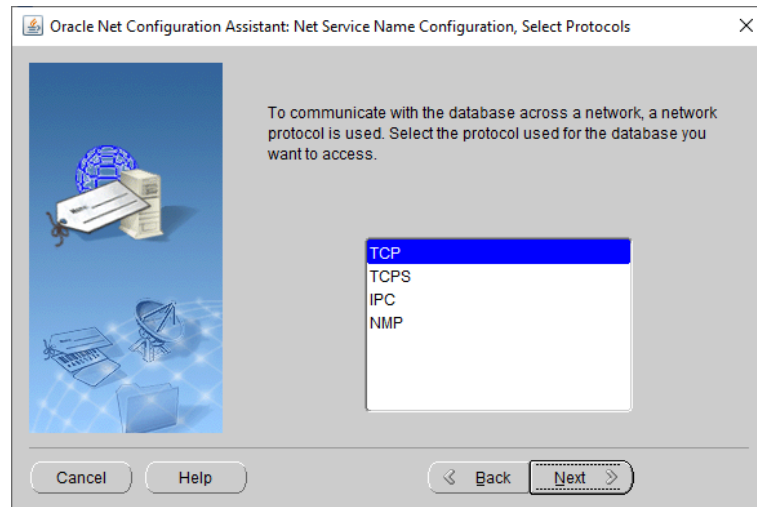 Oracle Net Configuration Assistant: Net Service Name Configuration, Select Protocols
To communicate with the database across a network, a network
protocol is used. Select the protocol used for the database you
want to access.
TCP
TCPS
IPC
NMP
Cancel Help Back Next